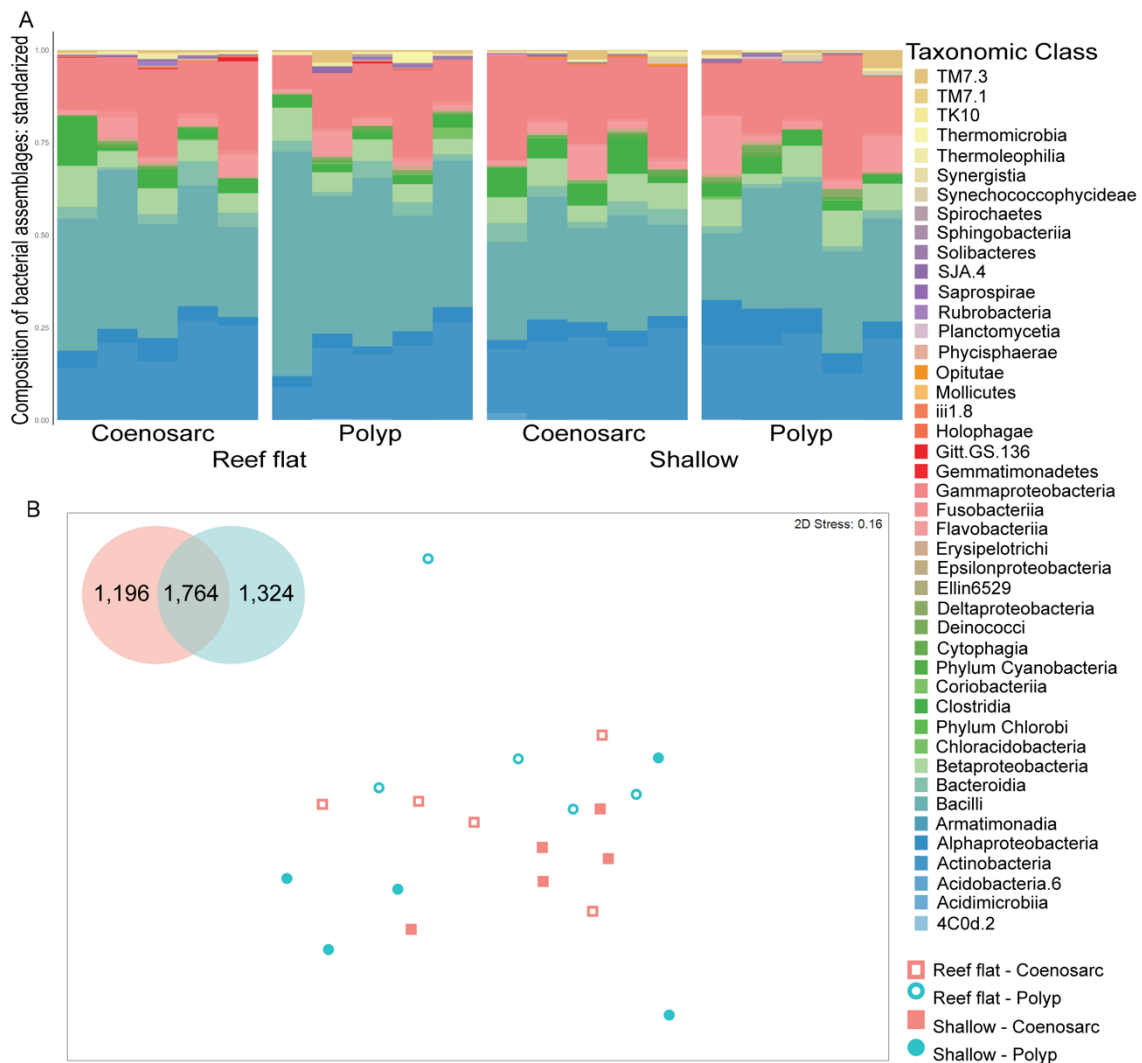 A
Composition of bacterial assemblages: standarized
1.00
0.75
0.50
0.25
0.00
Coenosarc
Polyp
Coenosarc
Polyp
Reef flat
Shallow
Taxonomic Class
TM7.3
TM7.1
TK10
Thermomicrobia
Thermoleophilia
Synergistia
Synechococcophycideae
Spirochaetes
Sphingobacteriia
Solibacteres
SJA.4
Saprospirae
Rubrobacteria
Planctomycetia
Phycisphaerae
Opitutae
Mollicutes
iii1.8
Holophagae
Gitt.GS.136
Gemmatimonadetes
Gammaproteobacteria
Fusobacteriia
Flavobacteriia
Erysipelotrichi
Epsilonproteobacteria
Ellin6529
Deltaproteobacteria
Deinococci
Cytophagia
Phylum Cyanobacteria
Coriobacteriia
Clostridia
Phylum Chlorobi
Chloracidobacteria
Betaproteobacteria
Bacteroidia
Bacilli
Armatimonadia
Alphaproteobacteria
Actinobacteria
Acidobacteria.6
Acidimicrobiia
4C0d.2
B
2D Stress: 0.16
1,196 1,764 1,324
Reef flat - Coenosarc
Reef flat - Polyp
Shallow - Coenosarc
Shallow - Polyp